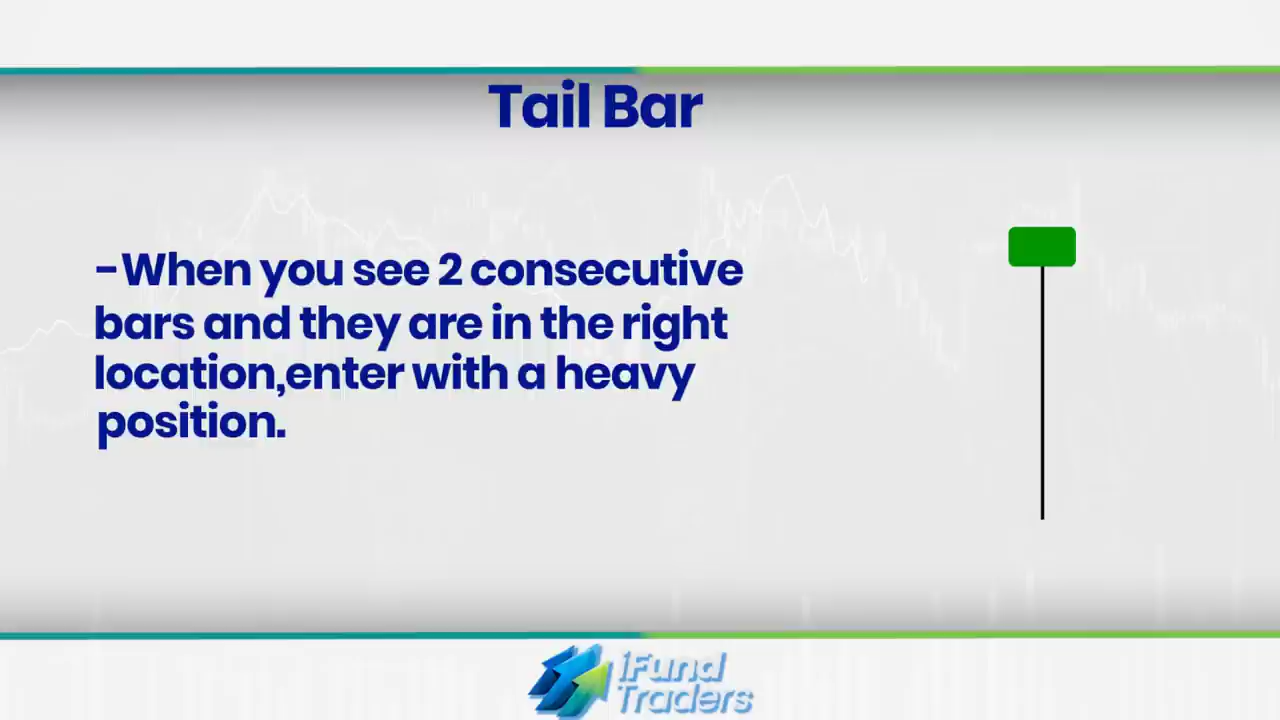 Tail Bar
-When you see 2 consecutive
bars and they are in the right
location,enter with a heavy
position.
iFund
Traders